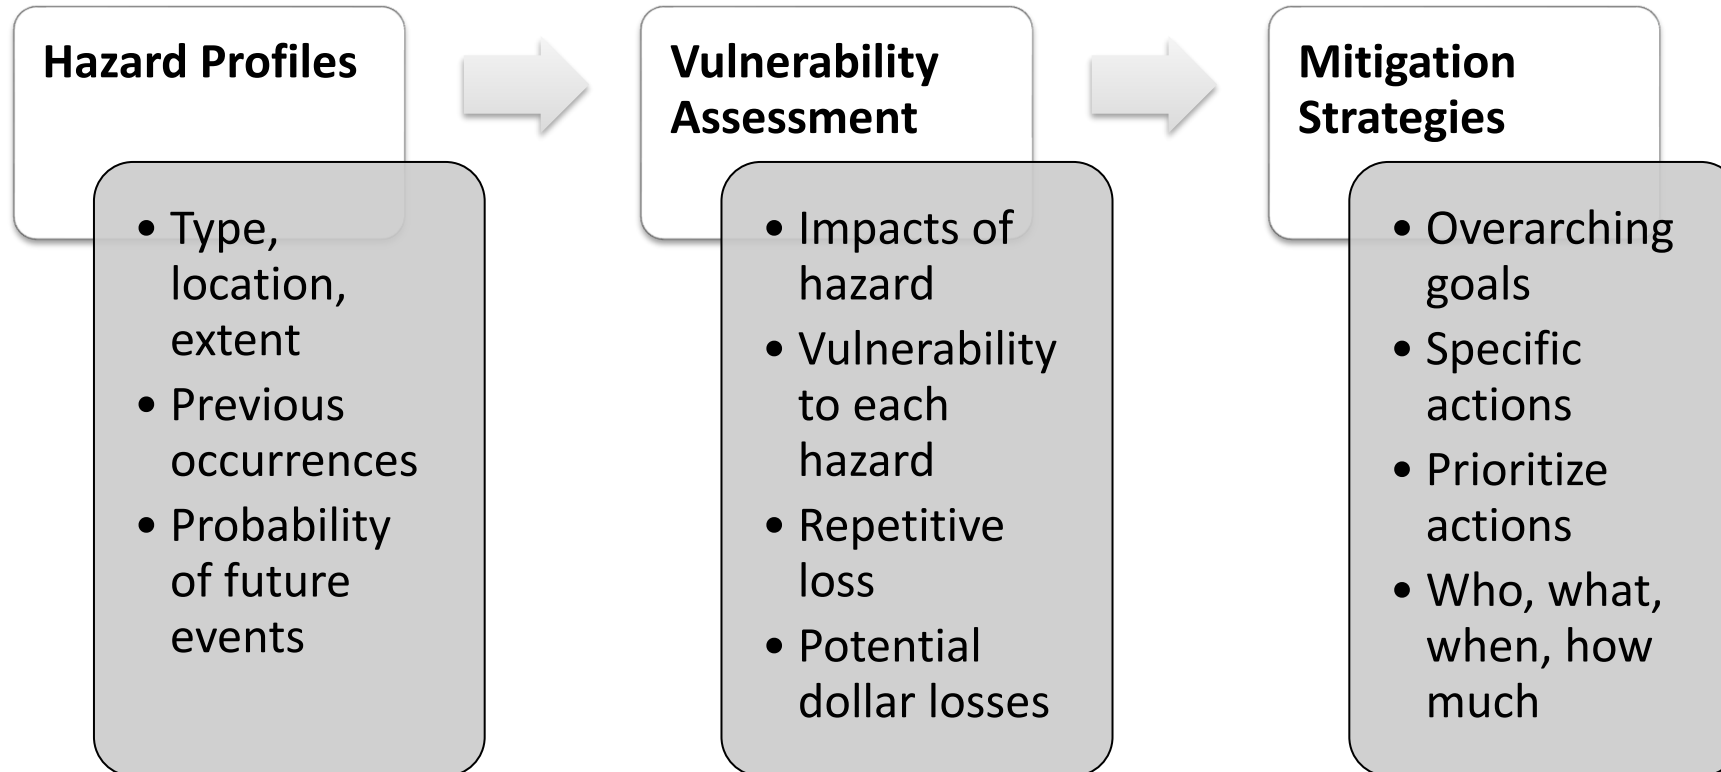 Hazard Profiles
• Type,
location,
extent
• Previous
occurrences
• Probability
of future
events
Vulnerability
Assessment
• Impacts of
hazard
• Vulnerability
to each
hazard
• Repetitive
loss
• Potential
dollar losses
Mitigation
Strategies
• Overarching
goals
• Specific
actions
• Prioritize
actions
• Who, what,
when, how
much